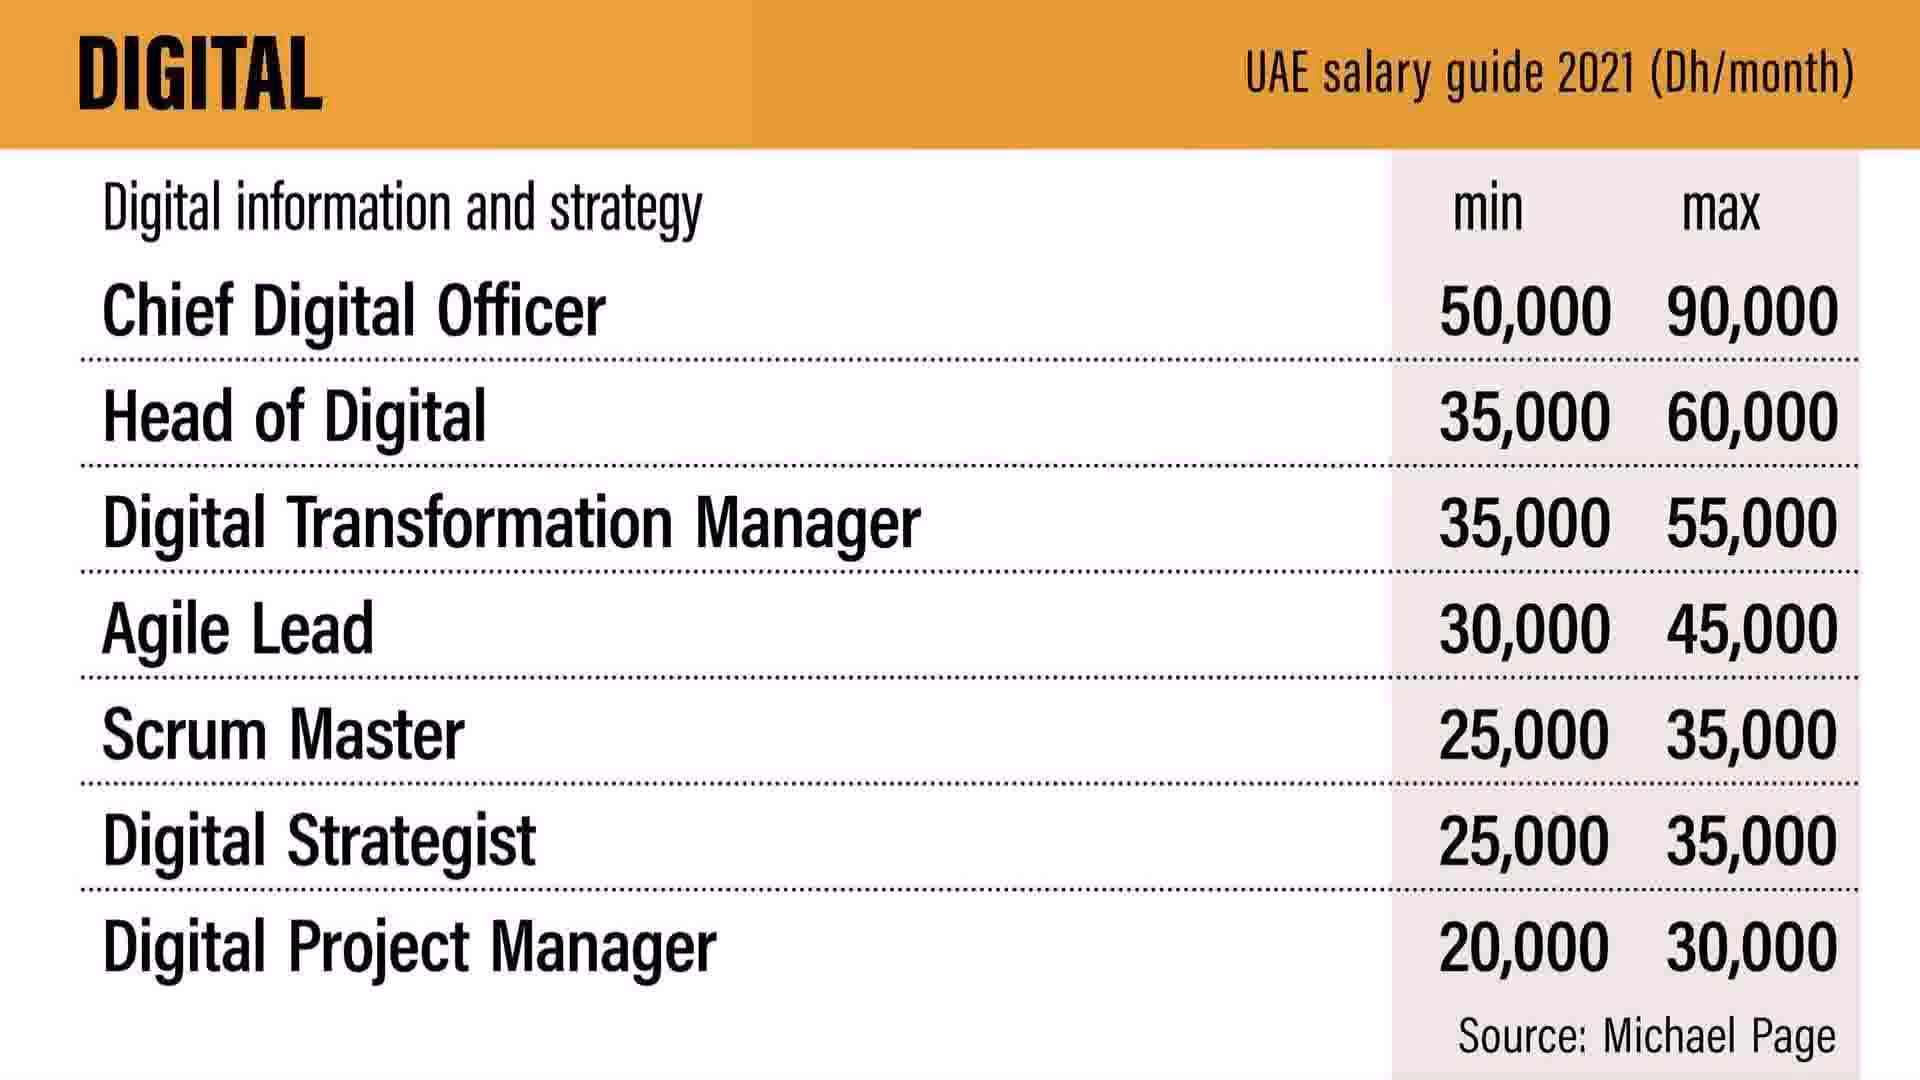 DIGITAL
UAE salary guide 2021 (Dh/month)
Digital information and strategy min max
Chief Digital Officer 50,000 90,000
Head of Digital 35,000 60,000
Digital Transformation Manager 35,000 55,000
Agile Lead 30,000 45,000
Scrum Master 25,000 35,000
Digital Strategist 25,000 35,000
Digital Project Manager 20,000 30,000
Source: Michael Page